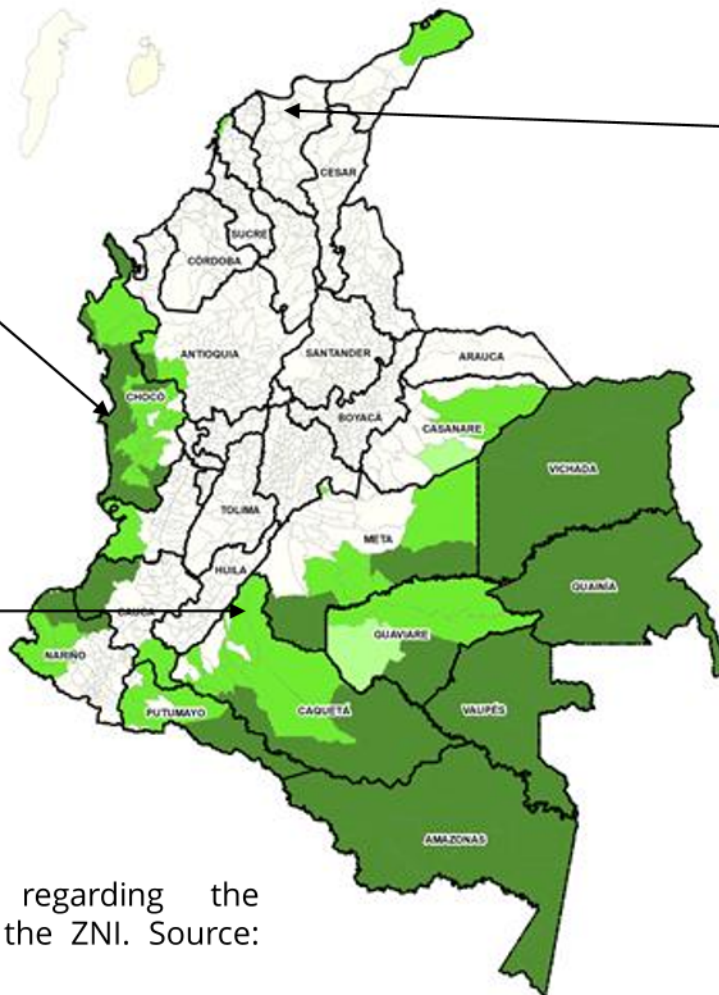 CESAR
SUCRE
CÓRDOBA
ANTIOQUIA
SANTANDER
ARAUCA
CHOCÓ
BOYACÁ
CASANARE
VICHADA
TOLIMA
META
HUILA
QUAINÍA
CAUCA
GUAVIARE
NARIÑO
PUTUMAYO
CAQUETÁ
VAUPÉS
AMAZONAS
regarding the
the ZNI. Source: